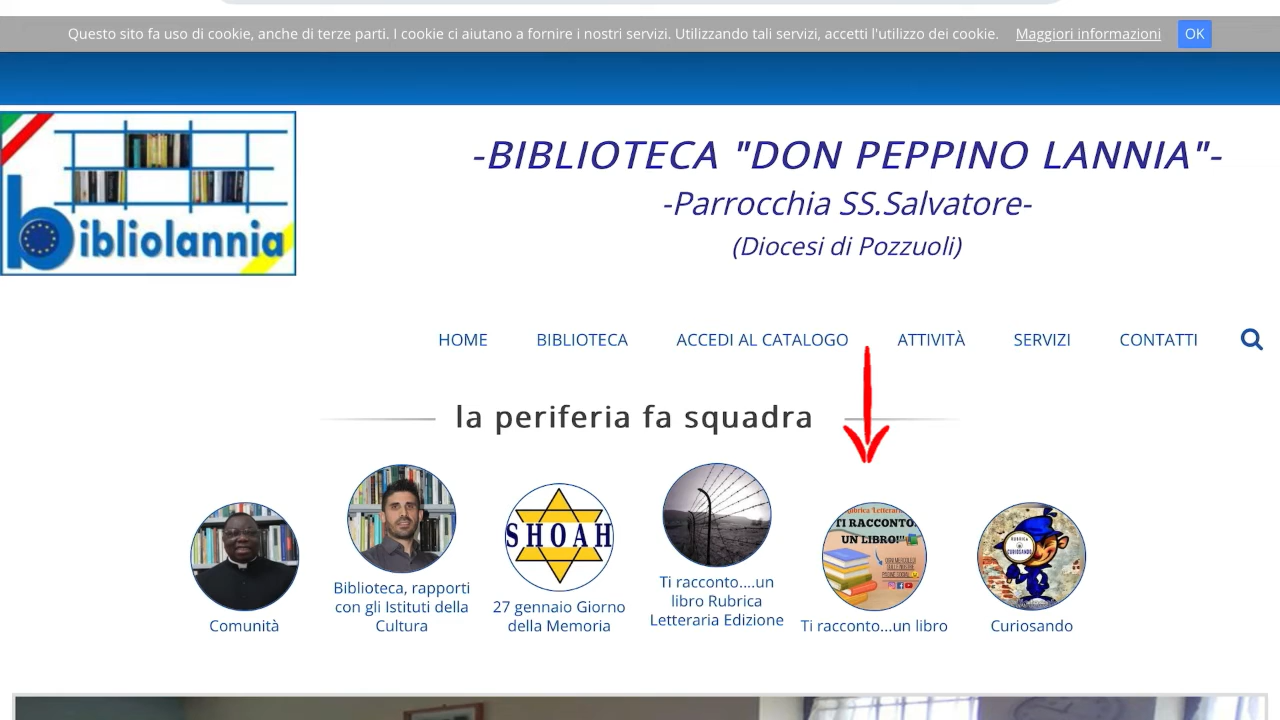 Questo sito fa uso di cookie, anche di terze parti. I cookie ci aiutano a fornire i nostri servizi. Utilizzando tali servizi, accetti l'utilizzo dei cookie. Maggiori informazioni OK
-BIBLIOTECA "DON PEPPINO LANNIA"-
-Parrocchia SS.Salvatore-
(Diocesi di Pozzuoli)
bibliolannia
HOME BIBLIOTECA ACCEDI AL CATALOGO ATTIVITÀ SERVIZI CONTATTI
la periferia fa squadra
SHOAH
TI RACCONTO.
UN LIBRO!"
RUBRICA
CURIOSANDO
Comunità
Biblioteca, rapporti
con gli Istituti della
Cultura
27 gennaio Giorno
della Memoria
Ti racconto....un
libro Rubrica
Letteraria Edizione
Ti racconto...un libro
Curiosando